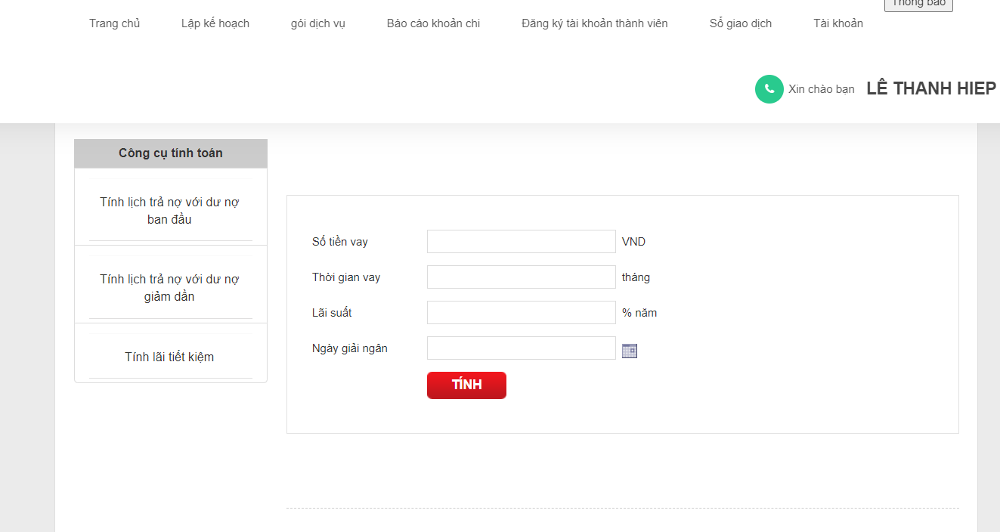 Thông báo
Trang chủ Lập kế hoạch gói dịch vụ Báo cáo khoản chi Đăng ký tài khoản thành viên Sổ giao dịch Tài khoản
Xin chào bạn LÊ THANH HIEP
Công cụ tính toán
Tính lịch trả nợ với dư nợ
ban đầu
Tính lịch trả nợ với dư nợ
giảm dần
Tính lãi tiết kiệm
Số tiền vay VND
Thời gian vay tháng
Lãi suất % năm
Ngày giải ngân
TÍNH